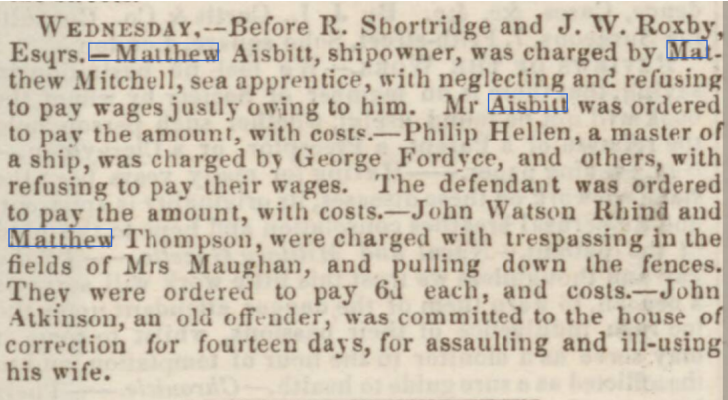 WEDNESDAY.—Before R. Shortridge and J. W. Roxby,
Esqrs.—Matthew Aisbitt, shipowner, was charged by Mat-
thew Mitchell, sea apprentice, with neglecting and refusing
to pay wages justly owing to him. Mr Aisbitt was ordered
to pay the amount, with costs.—Philip Hellen, a master of
a ship, was charged by George Fordyce, and others, with
refusing to pay their wages. The defendant was ordered
to pay the amount, with costs.—John Watson Rhind and
Matthew Thompson, were charged with trespassing in the
fields of Mrs Maughan, and pulling down the fences.
They were ordered to pay 6d each, and costs.—John
Atkinson, an old offender, was committed to the house of
correction for fourteen days, for assaulting and ill-using
his wife.